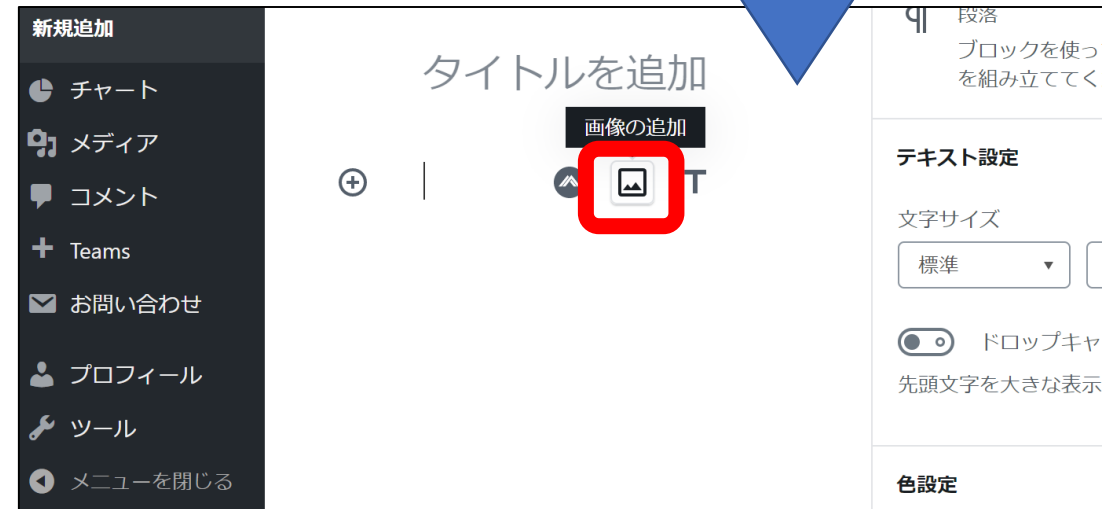 新規追加
チャート
メディア
コメント
Teams
お問い合わせ
プロフィール
ツール
メニューを閉じる
タイトルを追加
画像の追加
T
段落
ブロックを使っ
を組み立ててく
テキスト設定
文字サイズ
標準
ドロップキャ
先頭文字を大きな表示
色設定